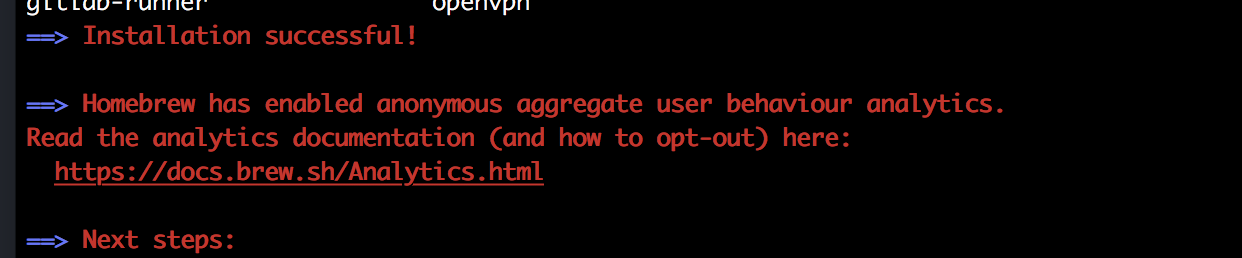 gitlab-runner openvpn
==> Installation successful!
==> Homebrew has enabled anonymous aggregate user behaviour analytics.
Read the analytics documentation (and how to opt-out) here:
https://docs.brew.sh/Analytics.html
==> Next steps: